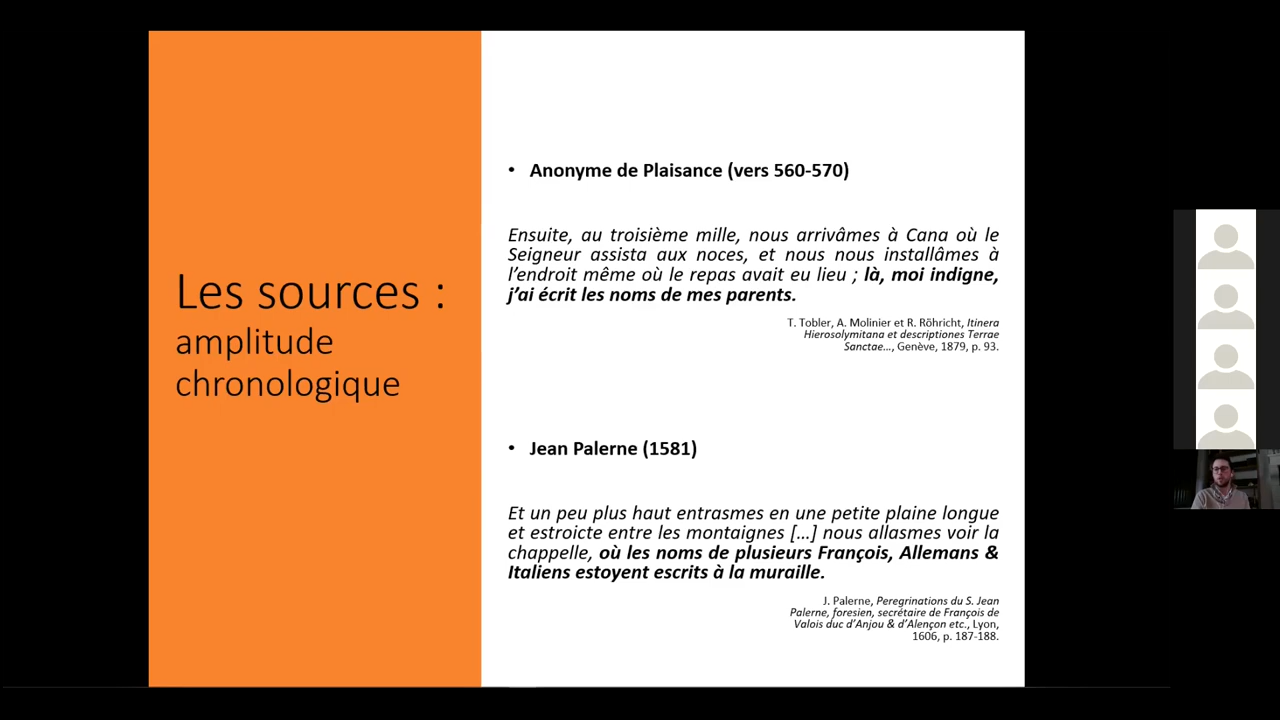 Les sources :
amplitude
chronologique
• Anonyme de Plaisance (vers 560-570)
Ensuite, au troisième mille, nous arrivâmes à Cana où le
Seigneur assista aux noces, et nous nous installâmes à
l’endroit même où le repas avait eu lieu ; là, moi indigne,
j’ai écrit les noms de mes parents.
T. Tobler, A. Molinier et R. Röhricht, Itinera
Hierosolymitana et descriptiones Terrae
Sanctae…, Genève, 1879, p. 93.
• Jean Palerne (1581)
Et un peu plus haut entrasmes en une petite plaine longue
et estroicte entre les montaignes […] nous allasmes voir la
chappelle, où les noms de plusieurs François, Allemans &
Italiens estoyent escrits à la muraille.
J. Palerne, Peregrinations du S. Jean
Palerne, foresien, secrétaire de François de
Valois duc d’Anjou & d’Alençon etc., Lyon,
1606, p. 187-188.